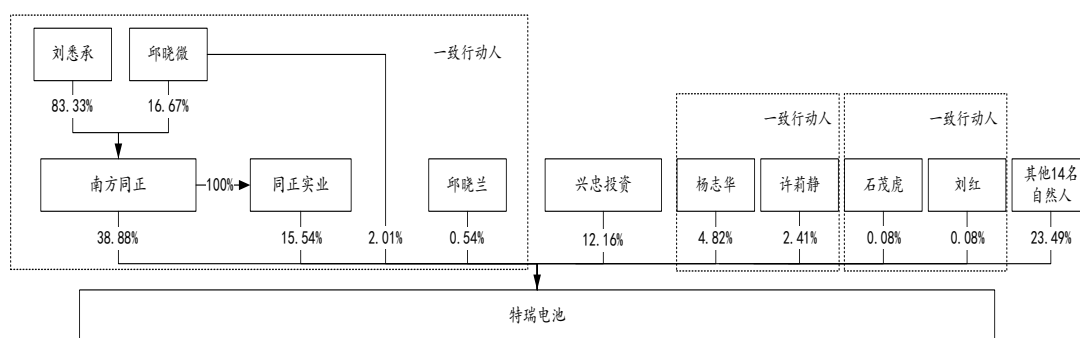 刘悉承
邱晓微
一致行动人
83.33%
16.67%
一致行动人
一致行动人
南方同正
100%
同正实业
邱晓兰
兴忠投资
杨志华
许莉静
石茂虎
刘红
其他14名
自然人
38.88%
15.54%
2.01%
0.54%
12.16%
4.82%
2.41%
0.08%
0.08%
23.49%
特瑞电池